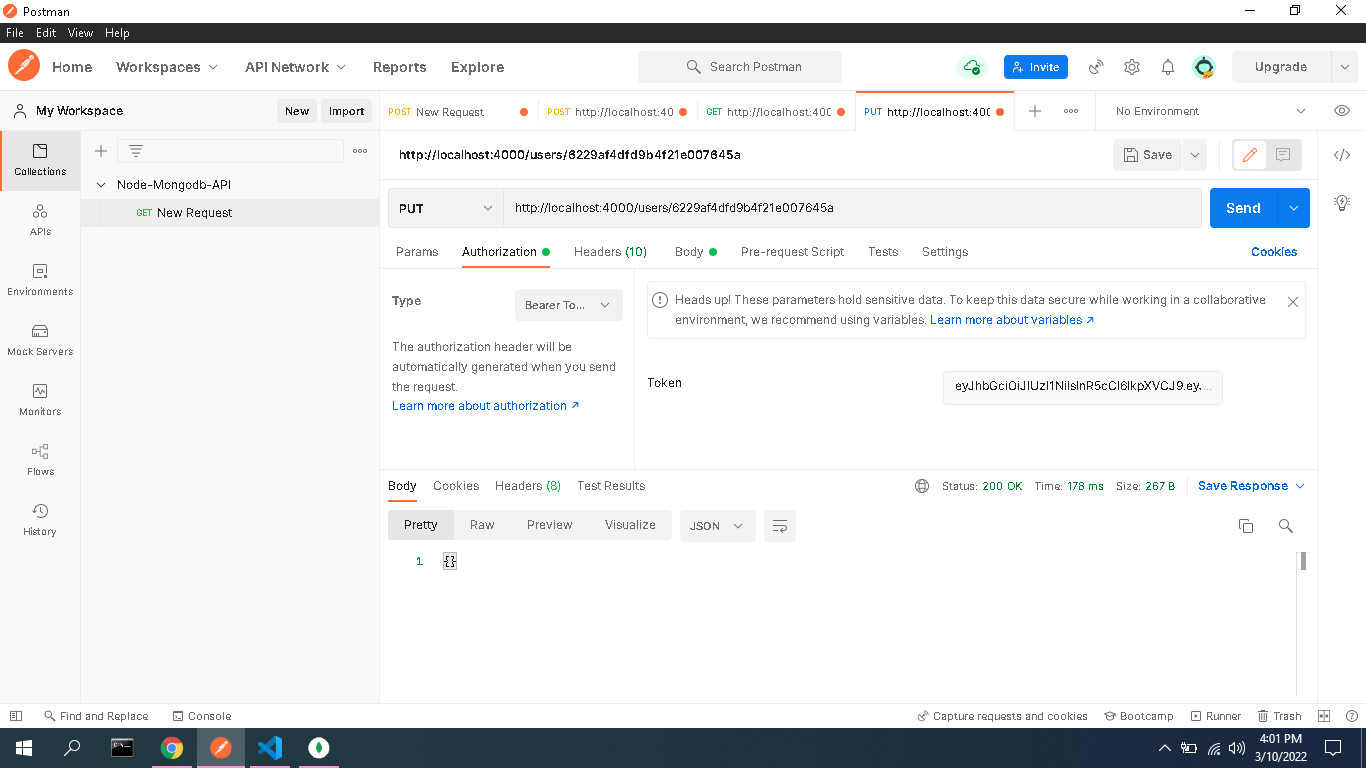 Postman
File Edit View Help
Home Workspaces API Network Reports Explore Search Postman Invite Upgrade
My Workspace New Import
POST New Request POST http://localhost:40 GET http://localhost:400 PUT http://localhost:400 No Environment
Collections
APIs
Environments
Mock Servers
Monitors
Flows
History
Node-Mongodb-API
GET New Request
http://localhost:4000/users/6229af4dfd9b4f21e007645a Save
PUT http://localhost:4000/users/6229af4dfd9b4f21e007645a Send
Params Authorization Headers (10) Body Pre-request Script Tests Settings Cookies
Type Bearer To...
The authorization header will be
automatically generated when you send
the request.
Learn more about authorization ↗
Heads up! These parameters hold sensitive data. To keep this data secure while working in a collaborative
environment, we recommend using variables. Learn more about variables ↗
Token
Body Cookies Headers (8) Test Results Status: 200 OK Time: 178 ms Size: 267 B Save Response
Pretty Raw Preview Visualize JSON
1 {}
Find and Replace Console Capture requests and cookies Bootcamp Runner Trash
4:01 PM
3/10/2022